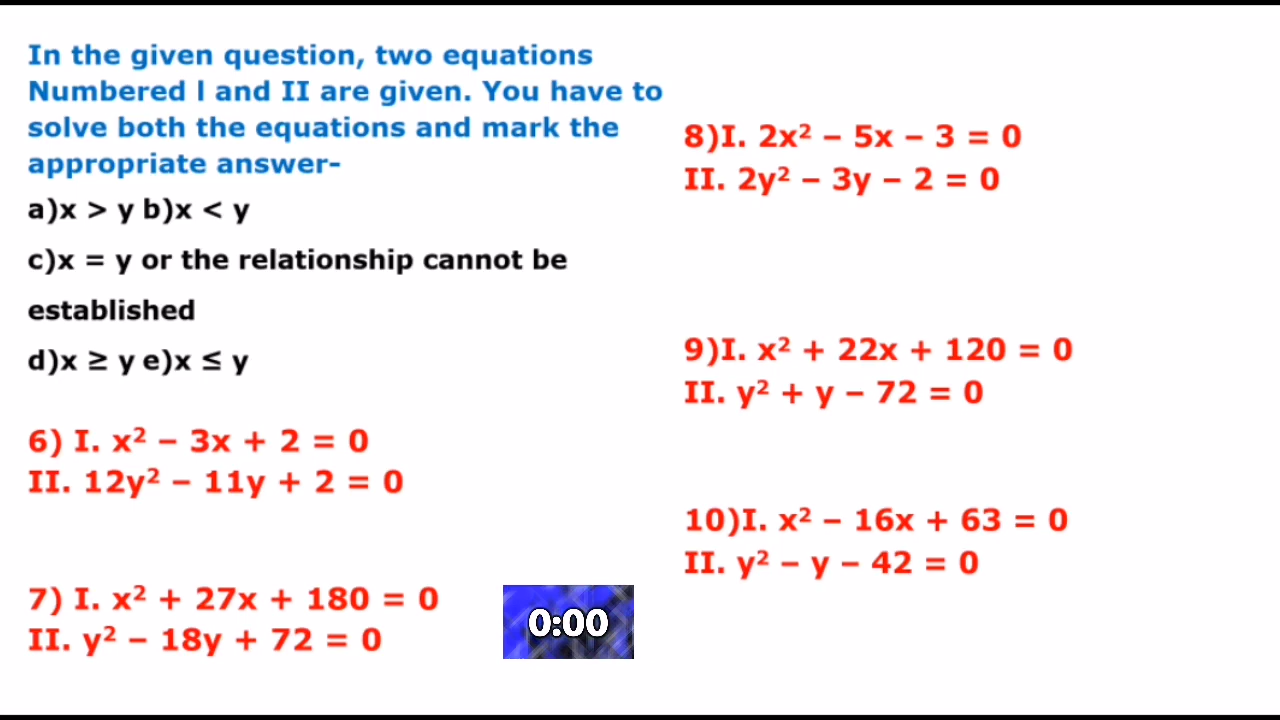 In the given question, two equations
Numbered l and II are given. You have to
solve both the equations and mark the
appropriate answer-
a)x > y b)x < y
c)x = y or the relationship cannot be
established
d)x ≥ y e)x ≤ y
6) I. x² – 3x + 2 = 0
II. 12y² – 11y + 2 = 0
7) I. x² + 27x + 180 = 0
II. y² – 18y + 72 = 0
0:00
8)I. 2x² – 5x – 3 = 0
II. 2y² – 3y – 2 = 0
9)I. x² + 22x + 120 = 0
II. y² + y – 72 = 0
10)I. x² – 16x + 63 = 0
II. y² – y – 42 = 0